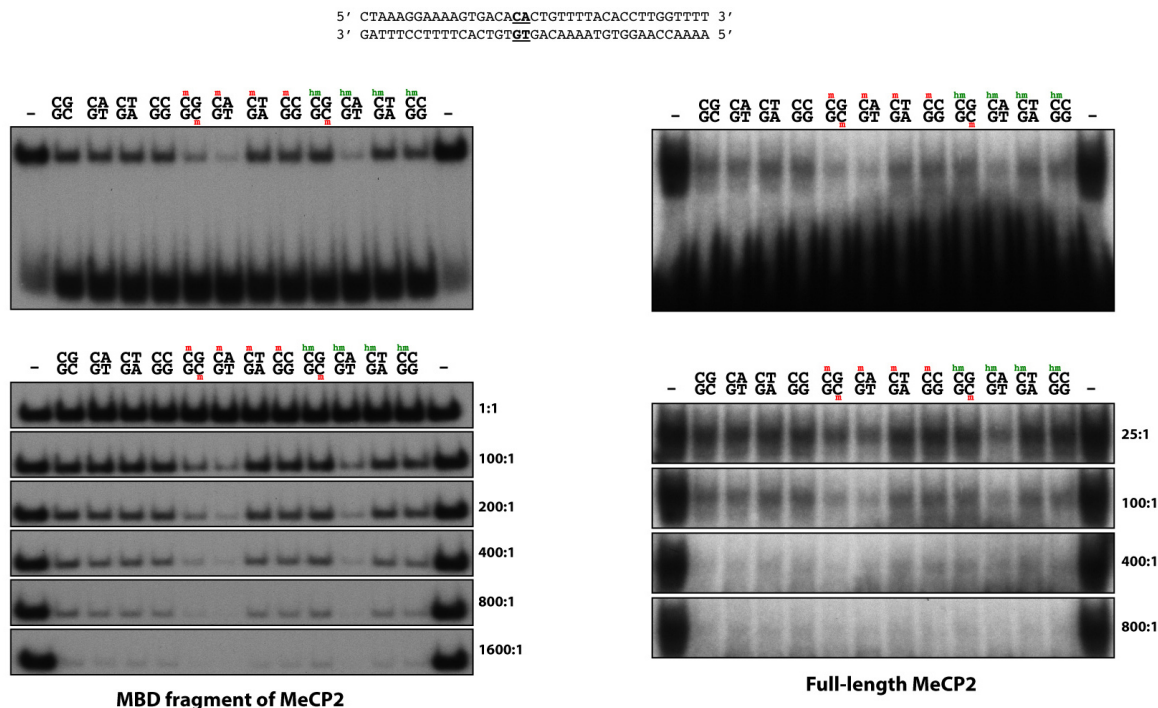 5’ CTAAAGGAAAAGTGACACACTGTTTTACACCTTGGTTTT 3’
3’ GATTTCCTTTTCACTGTGTGACAAAATGTGGAACCAAAA 5’
m m m m hm hm hm hm
CG CA CT CC CG CA CT CC CG CA CT CC
– GC GT GA GG GC GT GA GG GC GT GA GG –
m m
m m m m hm hm hm hm
CG CA CT CC CG CA CT CC CG CA CT CC
– GC GT GA GG GC GT GA GG GC GT GA GG –
m m
1:1
100:1
200:1
400:1
800:1
1600:1
MBD fragment of MeCP2
m m m m hm hm hm hm
CG CA CT CC CG CA CT CC CG CA CT CC
– GC GT GA GG GC GT GA GG GC GT GA GG –
m m
m m m m hm hm hm hm
CG CA CT CC CG CA CT CC CG CA CT CC
– GC GT GA GG GC GT GA GG GC GT GA GG –
m m
25:1
100:1
400:1
800:1
Full-length MeCP2